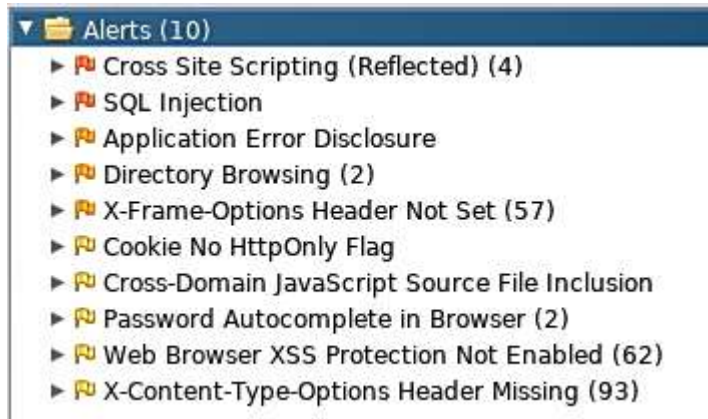 Alerts (10)
Cross Site Scripting (Reflected) (4)
SQL Injection
Application Error Disclosure
Directory Browsing (2)
X-Frame-Options Header Not Set (57)
Cookie No HttpOnly Flag
Cross-Domain JavaScript Source File Inclusion
Password Autocomplete in Browser (2)
Web Browser XSS Protection Not Enabled (62)
X-Content-Type-Options Header Missing (93)